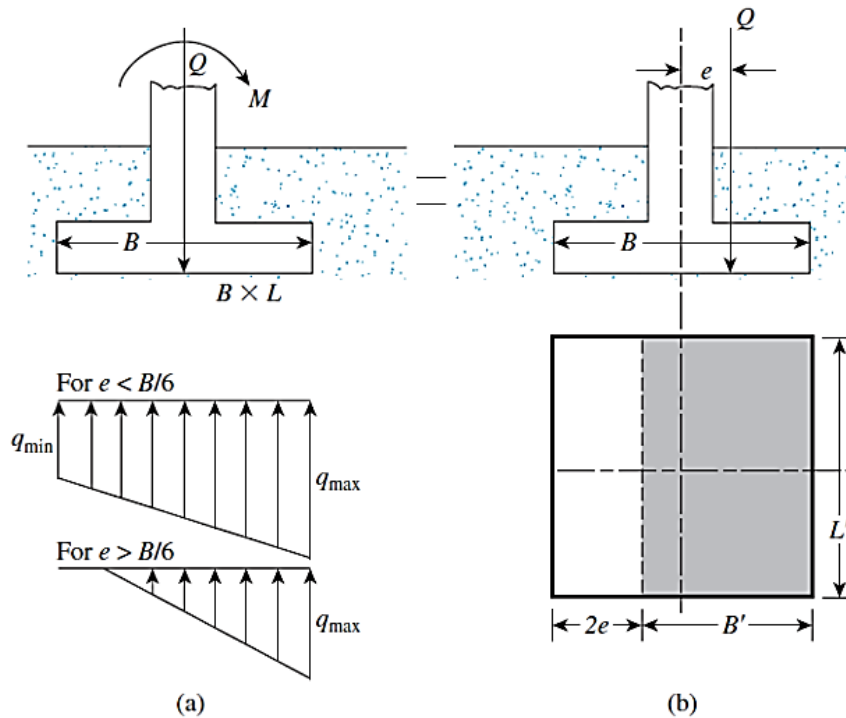 Q
M
B
B × L
Q
e
B
For e < B/6
q_min
q_max
For e > B/6
q_max
L′
2e
B′
(a)
(b)